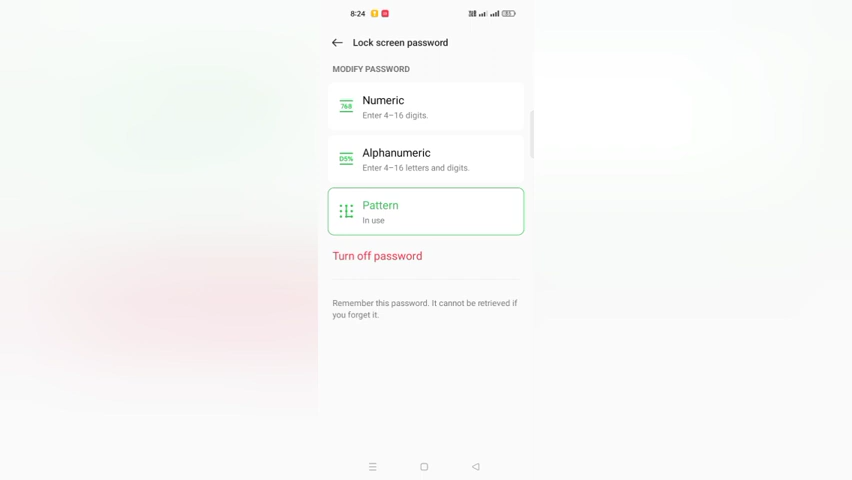 8:24
Lock screen password
MODIFY PASSWORD
768
Numeric
Enter 4–16 digits.
D5%
Alphanumeric
Enter 4–16 letters and digits.
Pattern
In use
Turn off password
Remember this password. It cannot be retrieved if
you forget it.